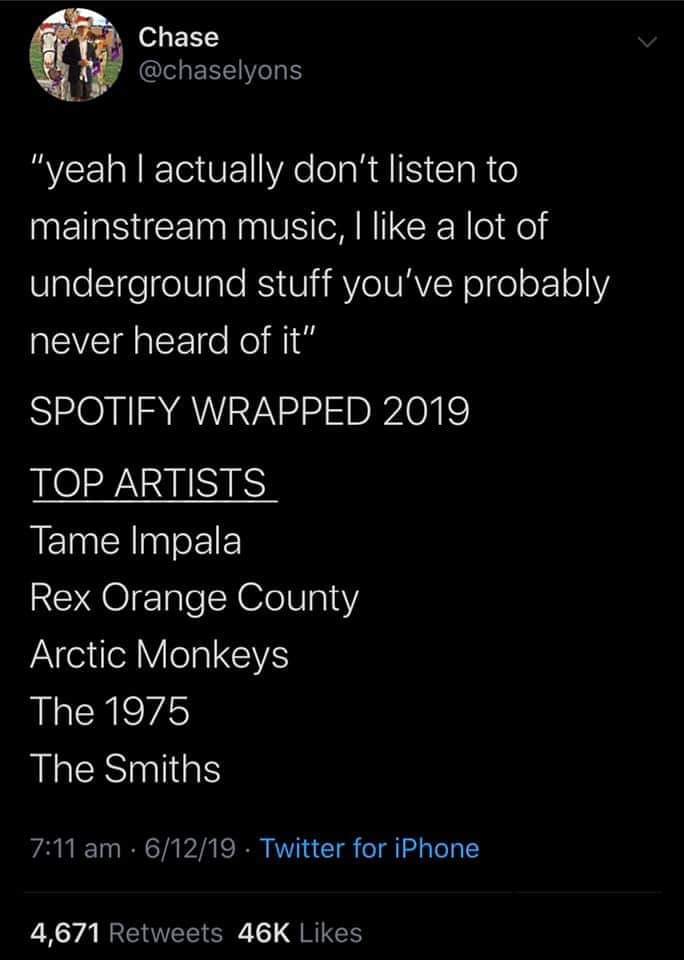 Chase
@chaselyons
“yeah I actually don’t listen to
mainstream music, I like a lot of
underground stuff you’ve probably
never heard of it”
SPOTIFY WRAPPED 2019
TOP ARTISTS
Tame Impala
Rex Orange County
Arctic Monkeys
The 1975
The Smiths
7:11 am · 6/12/19 · Twitter for iPhone
4,671 Retweets 46K Likes